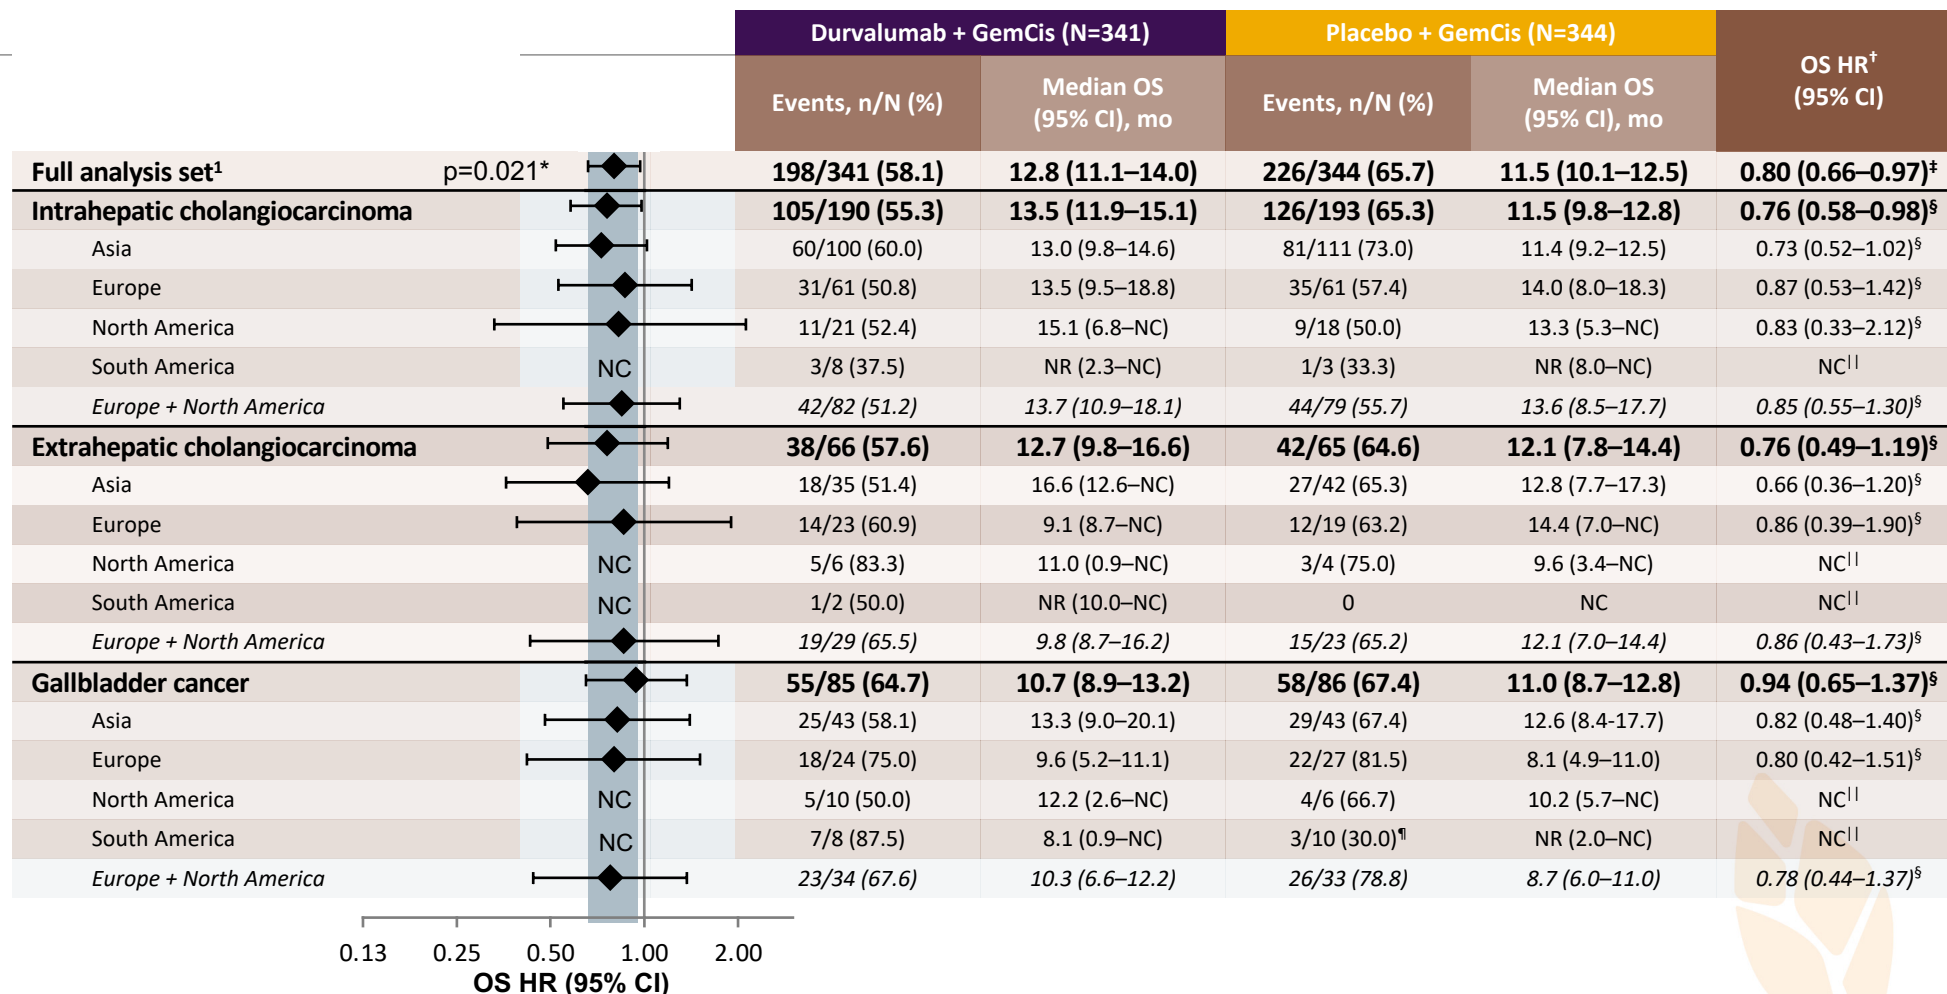 Durvalumab + GemCis (N=341) Placebo + GemCis (N=344) OS HR† (95% CI)
Events, n/N (%) Median OS (95% CI), mo Events, n/N (%) Median OS (95% CI), mo
Full analysis set¹ p=0.021* 198/341 (58.1) 12.8 (11.1–14.0) 226/344 (65.7) 11.5 (10.1–12.5) 0.80 (0.66–0.97)‡
Intrahepatic cholangiocarcinoma 105/190 (55.3) 13.5 (11.9–15.1) 126/193 (65.3) 11.5 (9.8–12.8) 0.76 (0.58–0.98)§
Asia 60/100 (60.0) 13.0 (9.8–14.6) 81/111 (73.0) 11.4 (9.2–12.5) 0.73 (0.52–1.02)§
Europe 31/61 (50.8) 13.5 (9.5–18.8) 35/61 (57.4) 14.0 (8.0–18.3) 0.87 (0.53–1.42)§
North America 11/21 (52.4) 15.1 (6.8–NC) 9/18 (50.0) 13.3 (5.3–NC) 0.83 (0.33–2.12)§
South America NC 3/8 (37.5) NR (2.3–NC) 1/3 (33.3) NR (8.0–NC) NC||
Europe + North America 42/82 (51.2) 13.7 (10.9–18.1) 44/79 (55.7) 13.6 (8.5–17.7) 0.85 (0.55–1.30)§
Extrahepatic cholangiocarcinoma 38/66 (57.6) 12.7 (9.8–16.6) 42/65 (64.6) 12.1 (7.8–14.4) 0.76 (0.49–1.19)§
Asia 18/35 (51.4) 16.6 (12.6–NC) 27/42 (65.3) 12.8 (7.7–17.3) 0.66 (0.36–1.20)§
Europe 14/23 (60.9) 9.1 (8.7–NC) 12/19 (63.2) 14.4 (7.0–NC) 0.86 (0.39–1.90)§
North America NC 5/6 (83.3) 11.0 (0.9–NC) 3/4 (75.0) 9.6 (3.4–NC) NC||
South America NC 1/2 (50.0) NR (10.0–NC) 0 NC NC||
Europe + North America 19/29 (65.5) 9.8 (8.7–16.2) 15/23 (65.2) 12.1 (7.0–14.4) 0.86 (0.43–1.73)§
Gallbladder cancer 55/85 (64.7) 10.7 (8.9–13.2) 58/86 (67.4) 11.0 (8.7–12.8) 0.94 (0.65–1.37)§
Asia 25/43 (58.1) 13.3 (9.0–20.1) 29/43 (67.4) 12.6 (8.4-17.7) 0.82 (0.48–1.40)§
Europe 18/24 (75.0) 9.6 (5.2–11.1) 22/27 (81.5) 8.1 (4.9–11.0) 0.80 (0.42–1.51)§
North America NC 5/10 (50.0) 12.2 (2.6–NC) 4/6 (66.7) 10.2 (5.7–NC) NC||
South America NC 7/8 (87.5) 8.1 (0.9–NC) 3/10 (30.0)¶ NR (2.0–NC) NC||
Europe + North America 23/34 (67.6) 10.3 (6.6–12.2) 26/33 (78.8) 8.7 (6.0–11.0) 0.78 (0.44–1.37)§
0.13 0.25 0.50 1.00 2.00
OS HR (95% CI)